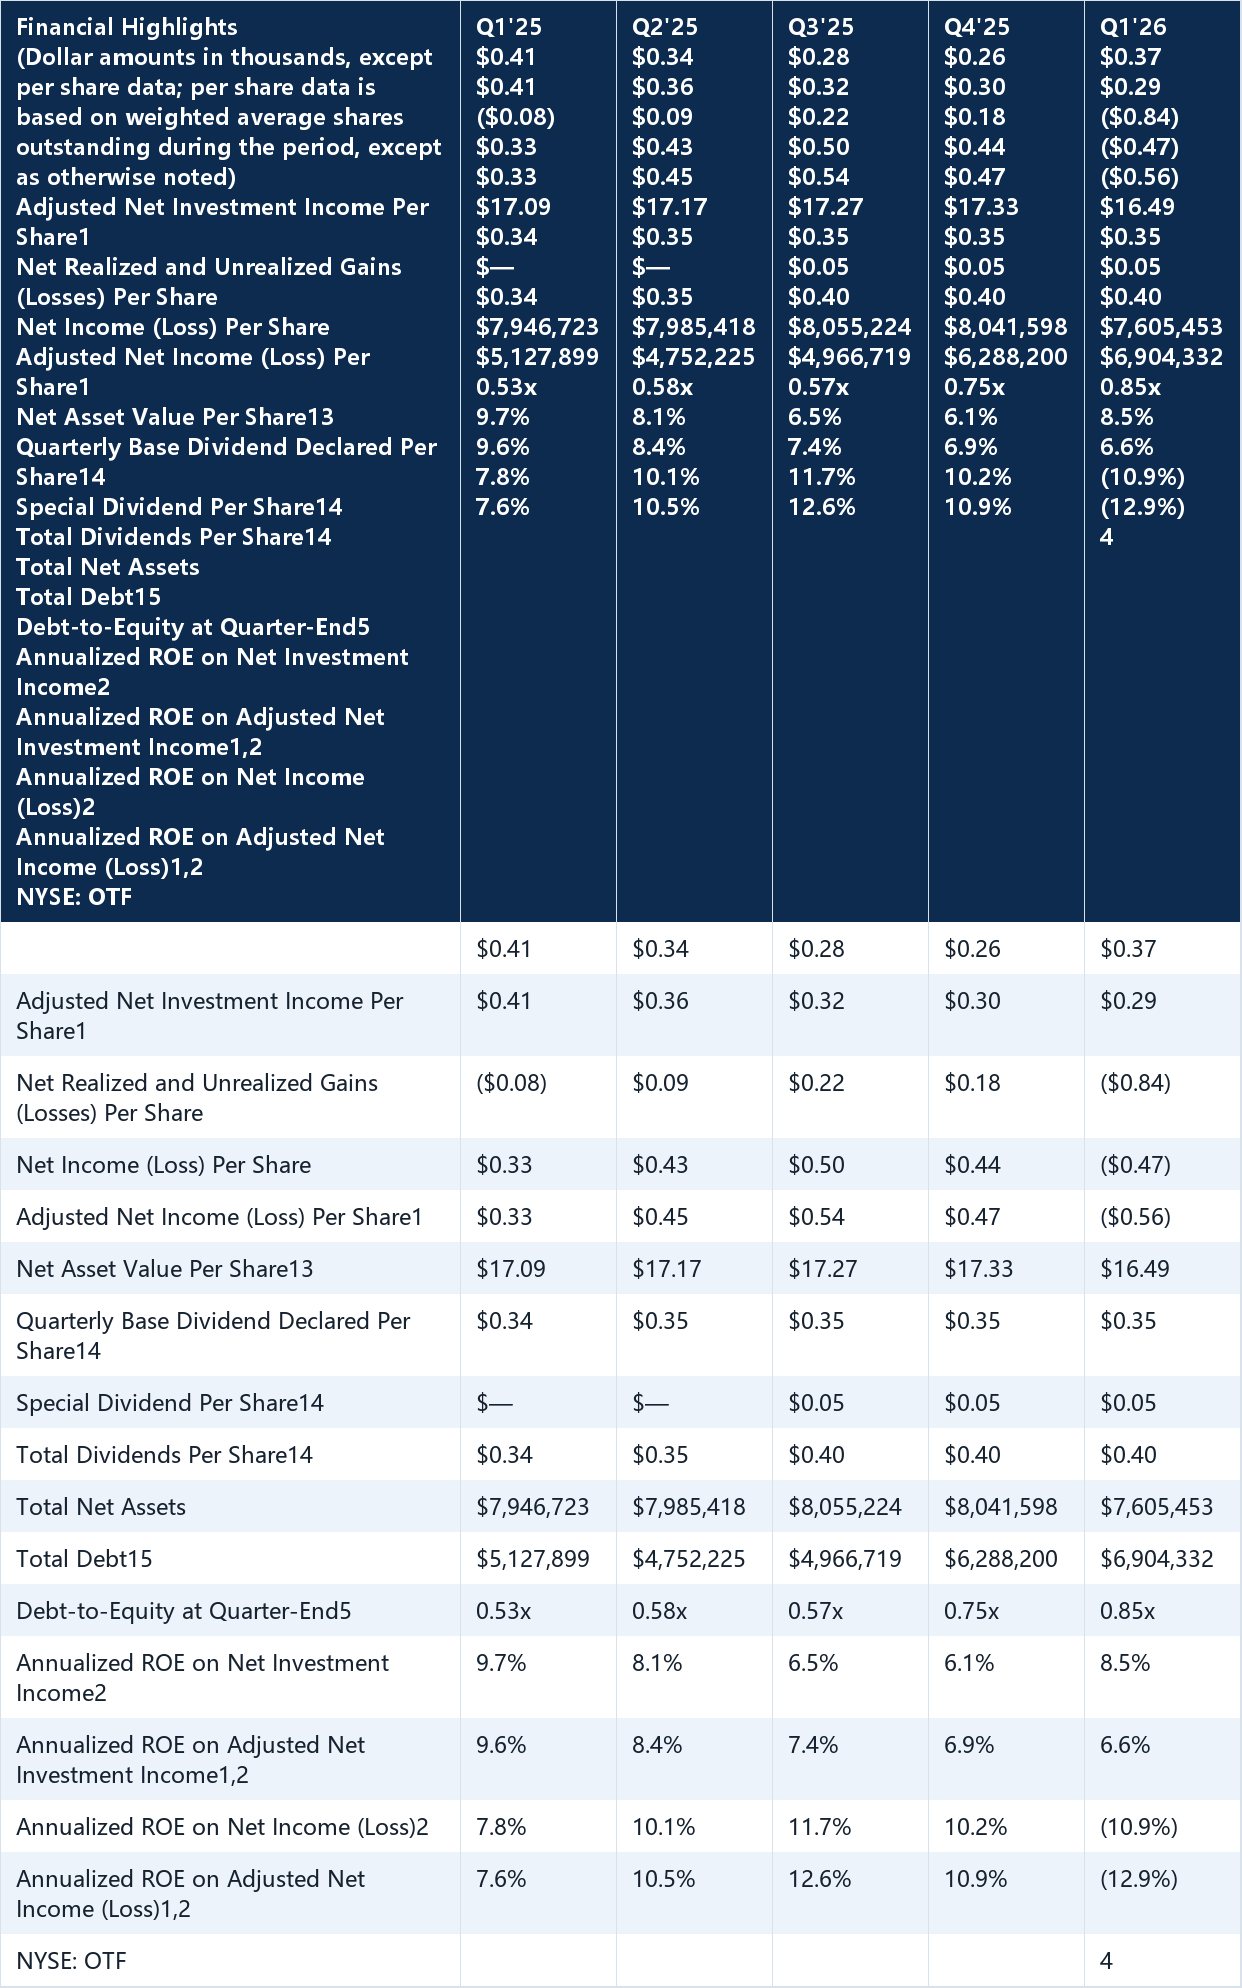 Financial Highlights
(Dollar amounts in thousands, except
per share data; per share data is
based on weighted average shares
outstanding during the period, except
as otherwise noted)
Adjusted Net Investment Income Per
Share1
Net Realized and Unrealized Gains
(Losses) Per Share
Net Income (Loss) Per Share
Adjusted Net Income (Loss) Per
Share1
Net Asset Value Per Share13
Quarterly Base Dividend Declared Per
Share14
Special Dividend Per Share14
Total Dividends Per Share14
Total Net Assets
Total Debt15
Debt-to-Equity at Quarter-End5
Annualized ROE on Net Investment
Income2
Annualized ROE on Adjusted Net
Investment Income1,2
Annualized ROE on Net Income
(Loss)2
Annualized ROE on Adjusted Net
Income (Loss)1,2
NYSE: OTF
Q1'25
$0.41
$0.41
($0.08)
$0.33
$0.33
$17.09
$0.34
$—
$0.34
$7,946,723
$5,127,899
0.53x
9.7%
9.6%
7.8%
7.6%
Q2'25
$0.34
$0.36
$0.09
$0.43
$0.45
$17.17
$0.35
$—
$0.35
$7,985,418
$4,752,225
0.58x
8.1%
8.4%
10.1%
10.5%
Q3'25
$0.28
$0.32
$0.22
$0.50
$0.54
$17.27
$0.35
$0.05
$0.40
$8,055,224
$4,966,719
0.57x
6.5%
7.4%
11.7%
12.6%
Q4'25
$0.26
$0.30
$0.18
$0.44
$0.47
$17.33
$0.35
$0.05
$0.40
$8,041,598
$6,288,200
0.75x
6.1%
6.9%
10.2%
10.9%
Q1'26
$0.37
$0.29
($0.84)
($0.47)
($0.56)
$16.49
$0.35
$0.05
$0.40
$7,605,453
$6,904,332
0.85x
8.5%
6.6%
(10.9%)
(12.9%)
4
$0.41 $0.34 $0.28 $0.26 $0.37
Adjusted Net Investment Income Per
Share1 $0.41 $0.36 $0.32 $0.30 $0.29
Net Realized and Unrealized Gains
(Losses) Per Share ($0.08) $0.09 $0.22 $0.18 ($0.84)
Net Income (Loss) Per Share $0.33 $0.43 $0.50 $0.44 ($0.47)
Adjusted Net Income (Loss) Per Share1 $0.33 $0.45 $0.54 $0.47 ($0.56)
Net Asset Value Per Share13 $17.09 $17.17 $17.27 $17.33 $16.49
Quarterly Base Dividend Declared Per
Share14 $0.34 $0.35 $0.35 $0.35 $0.35
Special Dividend Per Share14 $— $— $0.05 $0.05 $0.05
Total Dividends Per Share14 $0.34 $0.35 $0.40 $0.40 $0.40
Total Net Assets $7,946,723 $7,985,418 $8,055,224 $8,041,598 $7,605,453
Total Debt15 $5,127,899 $4,752,225 $4,966,719 $6,288,200 $6,904,332
Debt-to-Equity at Quarter-End5 0.53x 0.58x 0.57x 0.75x 0.85x
Annualized ROE on Net Investment
Income2 9.7% 8.1% 6.5% 6.1% 8.5%
Annualized ROE on Adjusted Net
Investment Income1,2 9.6% 8.4% 7.4% 6.9% 6.6%
Annualized ROE on Net Income (Loss)2 7.8% 10.1% 11.7% 10.2% (10.9%)
Annualized ROE on Adjusted Net
Income (Loss)1,2 7.6% 10.5% 12.6% 10.9% (12.9%)
NYSE: OTF 4